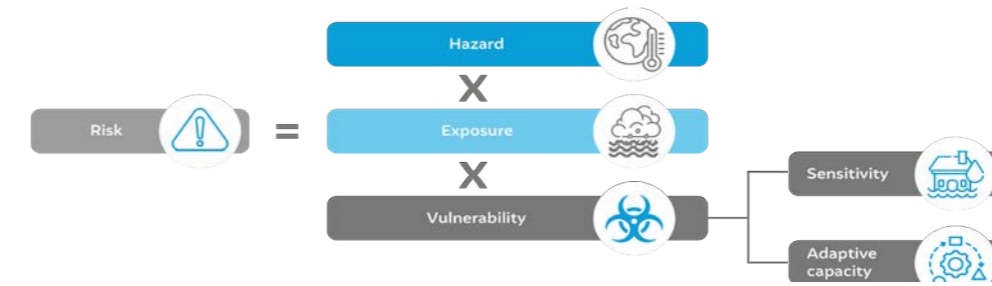 Hazard
X
Risk
=
Exposure
X
Sensitivity
Vulnerability
Adaptive
capacity